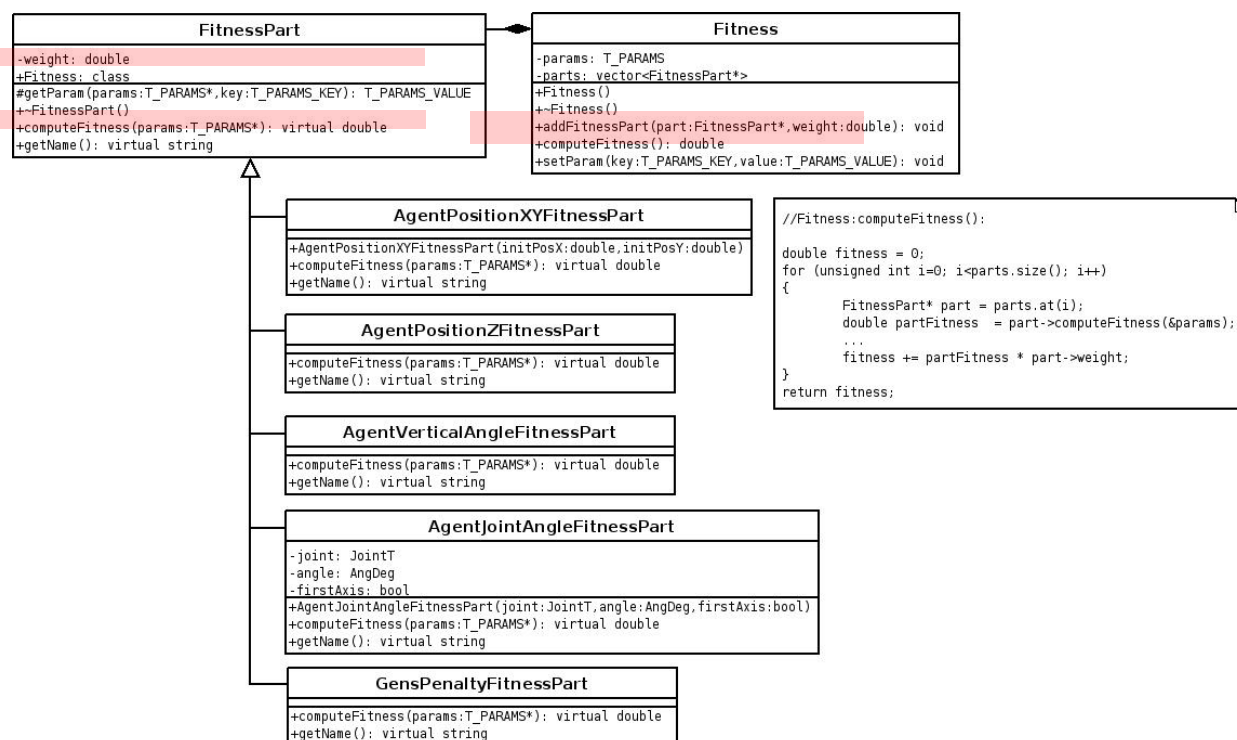 FitnessPart
-weight: double
+Fitness: class
#getParam(params:T_PARAMS*,key:T_PARAMS_KEY): T_PARAMS_VALUE
+~FitnessPart()
+computeFitness(params:T_PARAMS*): virtual double
+getName(): virtual string
Fitness
-params: T_PARAMS
-parts: vector<FitnessPart*>
+Fitness()
+~Fitness()
+addFitnessPart(part:FitnessPart*,weight:double): void
+computeFitness(): double
+setParam(key:T_PARAMS_KEY,value:T_PARAMS_VALUE): void
AgentPositionXYFitnessPart
+AgentPositionXYFitnessPart(initPosX:double,initPosY:double)
+computeFitness(params:T_PARAMS*): virtual double
+getName(): virtual string
//Fitness:computeFitness():
double fitness = 0;
for (unsigned int i=0; i<parts.size(); i++)
{
FitnessPart* part = parts.at(i);
double partFitness  = part->computeFitness(&params);
...
fitness += partFitness * part->weight;
}
return fitness;
AgentPositionZFitnessPart
+computeFitness(params:T_PARAMS*): virtual double
+getName(): virtual string
AgentVerticalAngleFitnessPart
+computeFitness(params:T_PARAMS*): virtual double
+getName(): virtual string
AgentJointAngleFitnessPart
-joint: JointT
-angle: AngDeg
-firstAxis: bool
+AgentJointAngleFitnessPart(joint:JointT,angle:AngDeg,firstAxis:bool)
+computeFitness(params:T_PARAMS*): virtual double
+getName(): virtual string
GensPenaltyFitnessPart
+computeFitness(params:T_PARAMS*): virtual double
+getName(): virtual string